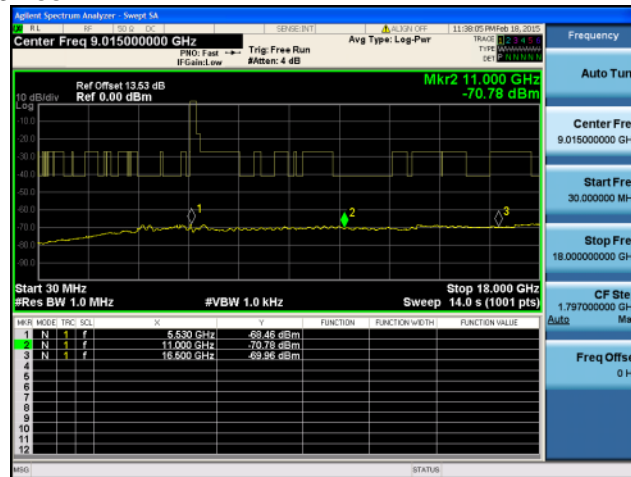 Agilent Spectrum Analyzer - Swept SA
RL RF 50 Ω DC SENSE:INT ALIGN OFF 11:38:05 PM Feb 18, 2015
Center Freq 9.015000000 GHz
PNO: Fast
IFGain:Low
Trig: Free Run
#Atten: 4 dB
Avg Type: Log-Pwr
TRACE 1 2 3 4 5 6
TYPE
DET P N N N N N
Mkr2 11.000 GHz
-70.78 dBm
Ref Offset 13.53 dB
10 dB/div Ref 0.00 dBm
Log
-10.0
-20.0
-30.0
-40.0
-50.0
-60.0
-70.0
-80.0
-90.0
1
2
3
Start 30 MHz Stop 18.000 GHz
#Res BW 1.0 MHz #VBW 1.0 kHz Sweep 14.0 s (1001 pts)
MKR MODE TRC SCL X Y FUNCTION FUNCTION WIDTH FUNCTION VALUE
1 N 1 f 5.530 GHz -68.46 dBm
2 N 1 f 11.000 GHz -70.78 dBm
3 N 1 f 16.500 GHz -69.96 dBm
4
5
6
7
8
9
10
11
12
MSG STATUS
Frequency
Auto Tun
Center Fre
9.015000000 GH
Start Fre
30.000000 MH
Stop Fre
18.000000000 GH
CF Ste
1.797000000 GH
Auto Ma
Freq Offse
0 H